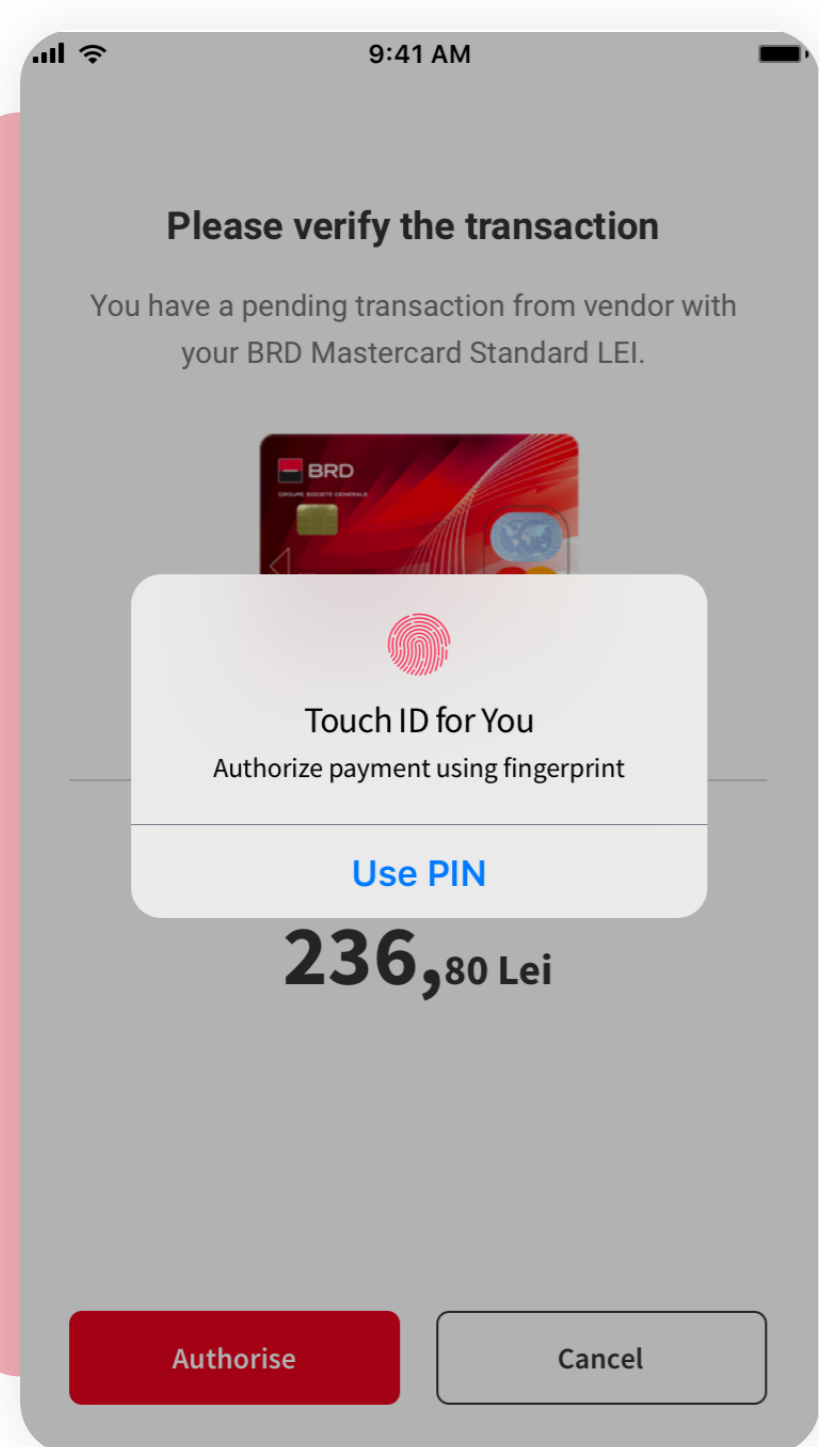 9:41 AM
Please verify the transaction
You have a pending transaction from vendor with
your BRD Mastercard Standard LEI.
BRD
GROUPE SOCIETE GENERALE
Touch ID for You
Authorize payment using fingerprint
Use PIN
236,80 Lei
Authorise
Cancel